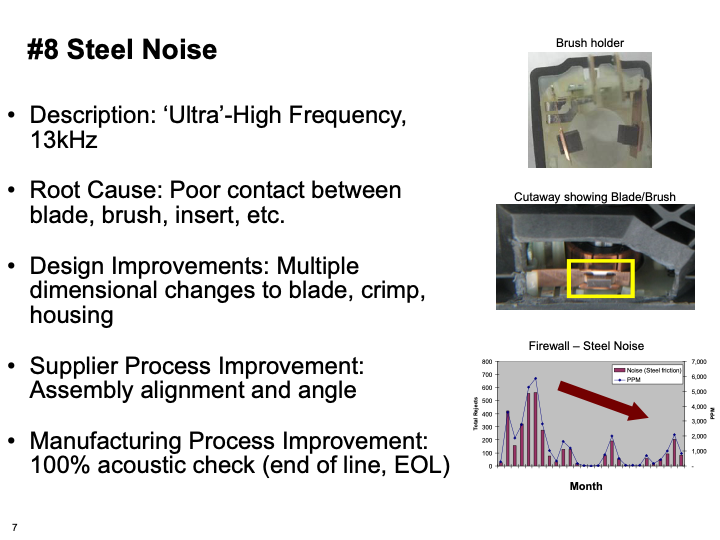 #8 Steel Noise
• Description: ‘Ultra’-High Frequency,
13kHz
• Root Cause: Poor contact between
blade, brush, insert, etc.
• Design Improvements: Multiple
dimensional changes to blade, crimp,
housing
• Supplier Process Improvement:
Assembly alignment and angle
• Manufacturing Process Improvement:
100% acoustic check (end of line, EOL)
7
Brush holder
Cutaway showing Blade/Brush
Firewall – Steel Noise
800
700
600
500
400
300
200
100
0
Total Rejects
Noise (Steel friction)
PPM
7,000
6,000
5,000
4,000
3,000
2,000
1,000
-
PPM
Month